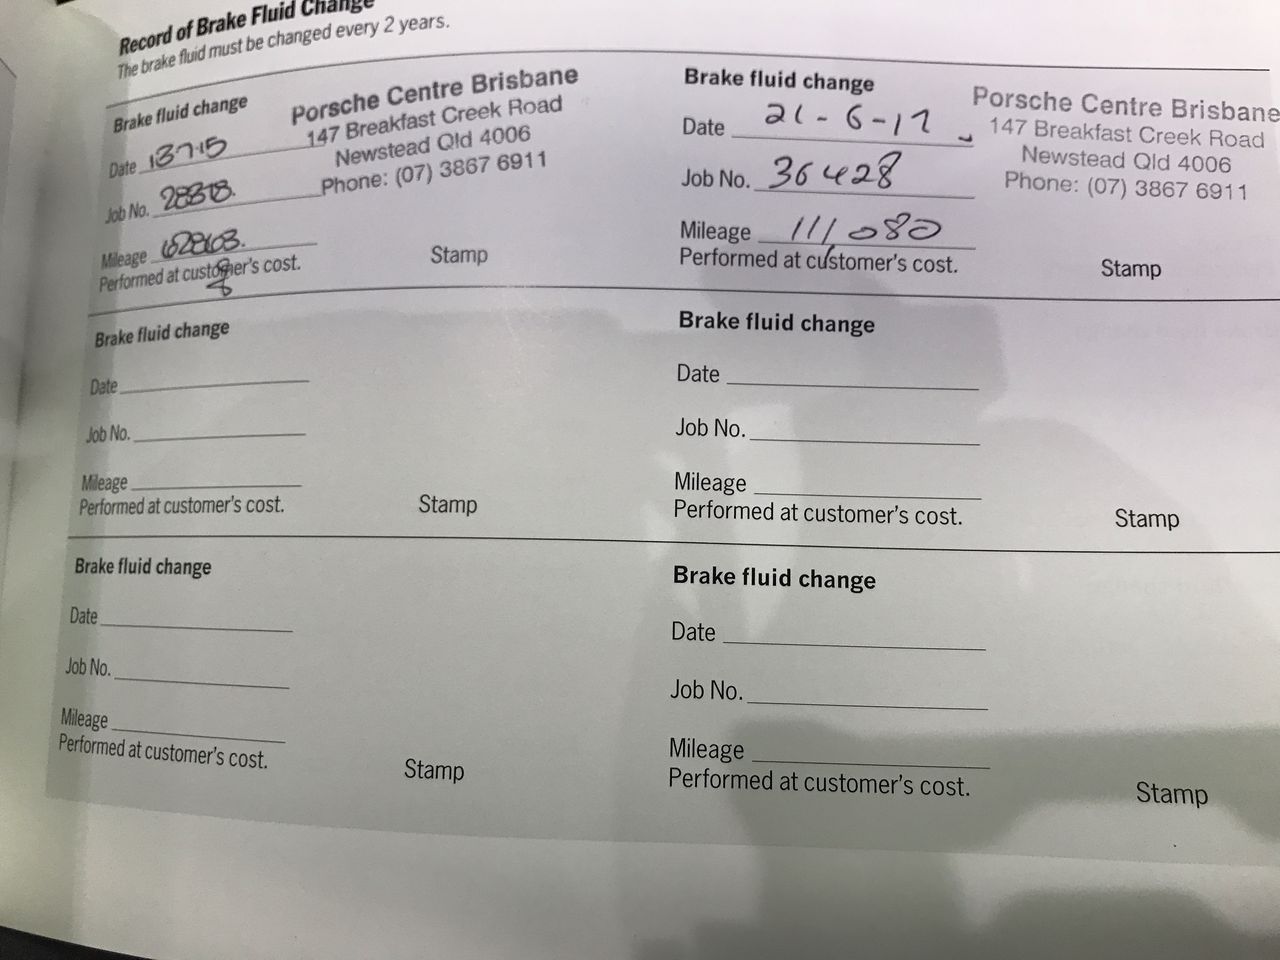 Record of Brake Fluid Change
The brake fluid must be changed every 2 years.
Brake fluid change
Date 13-7-15
Job No.
Mileage
Performed at customer's cost.
Porsche Centre Brisbane
147 Breakfast Creek Road
Newstead Qld 4006
Phone: (07) 3867 6911
Stamp
Brake fluid change
Date 21-6-17
Job No. 36428
Mileage 111,080
Performed at customer's cost.
Porsche Centre Brisbane
147 Breakfast Creek Road
Newstead Qld 4006
Phone: (07) 3867 6911
Stamp
Brake fluid change
Date
Job No.
Mileage
Performed at customer's cost.
Stamp
Brake fluid change
Date
Job No.
Mileage
Performed at customer's cost.
Stamp
Brake fluid change
Date
Job No.
Mileage
Performed at customer's cost.
Stamp
Brake fluid change
Date
Job No.
Mileage
Performed at customer's cost.
Stamp